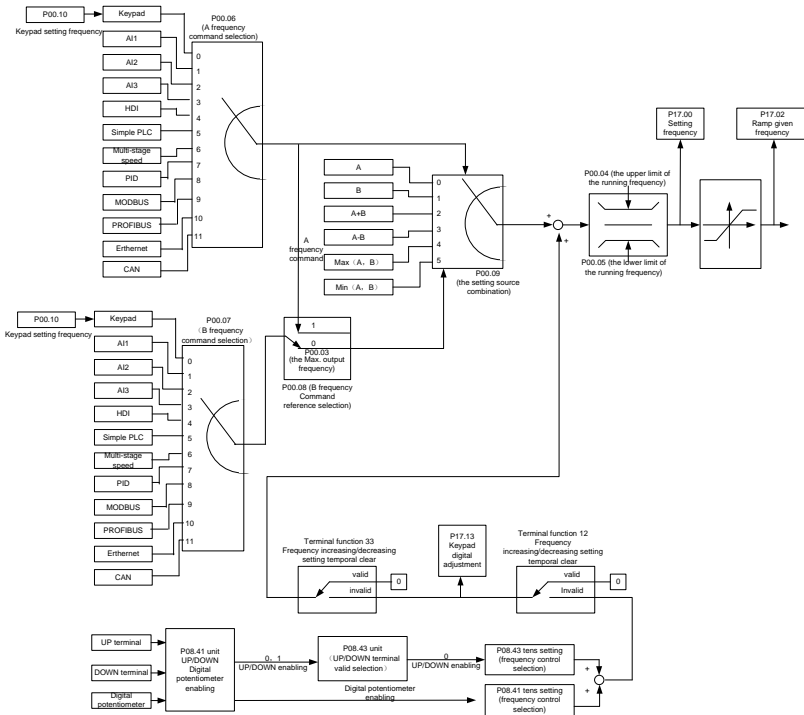 P00.10
Keypad setting frequency
Keypad
AI1
AI2
AI3
HDI
Simple PLC
Multi-stage
speed
PID
MODBUS
PROFIBUS
Erthernet
CAN
P00.06
(A frequency
command selection)
0
1
2
3
4
5
6
7
8
9
10
11
A
frequency
command
A
B
A+B
A-B
Max（A，B）
Min（A，B）
0
1
2
3
4
5
P00.09
(the setting source
combination)
+
+
P00.04 (the upper limit of
the running frequency)
P00.05 (the lower limit of
the running frequency)
P17.00
Setting
frequency
P17.02
Ramp given
frequency
P00.10
Keypad setting frequency
Keypad
AI1
AI2
AI3
HDI
Simple PLC
Multi-stage
speed
PID
MODBUS
PROFIBUS
Erthernet
CAN
P00.07
（B frequency
command selection）
0
1
2
3
4
5
6
7
8
9
10
11
1
0
P00.03
(the Max. output
frequency)
P00.08 (B frequency
Command
reference selection)
Terminal function 33
Frequency increasing/decreasing
setting temporal clear
valid
invalid
0
P17.13
Keypad
digital
adjustment
Terminal function 12
Frequency
increasing/decreasing setting
temporal clear
valid
Invalid
0
UP terminal
DOWN terminal
Digital
potentiometer
P08.41 unit
UP/DOWN
Digital
potentiometer
enabling
0，1
UP/DOWN enabling
P08.43 unit
（UP/DOWN terminal
valid selection）
0
UP/DOWN enabling
P08.43 tens setting
(frequency control
selection)
+
+
Digital potentiometer
enabling
P08.41 tens setting
(frequency control
selection)